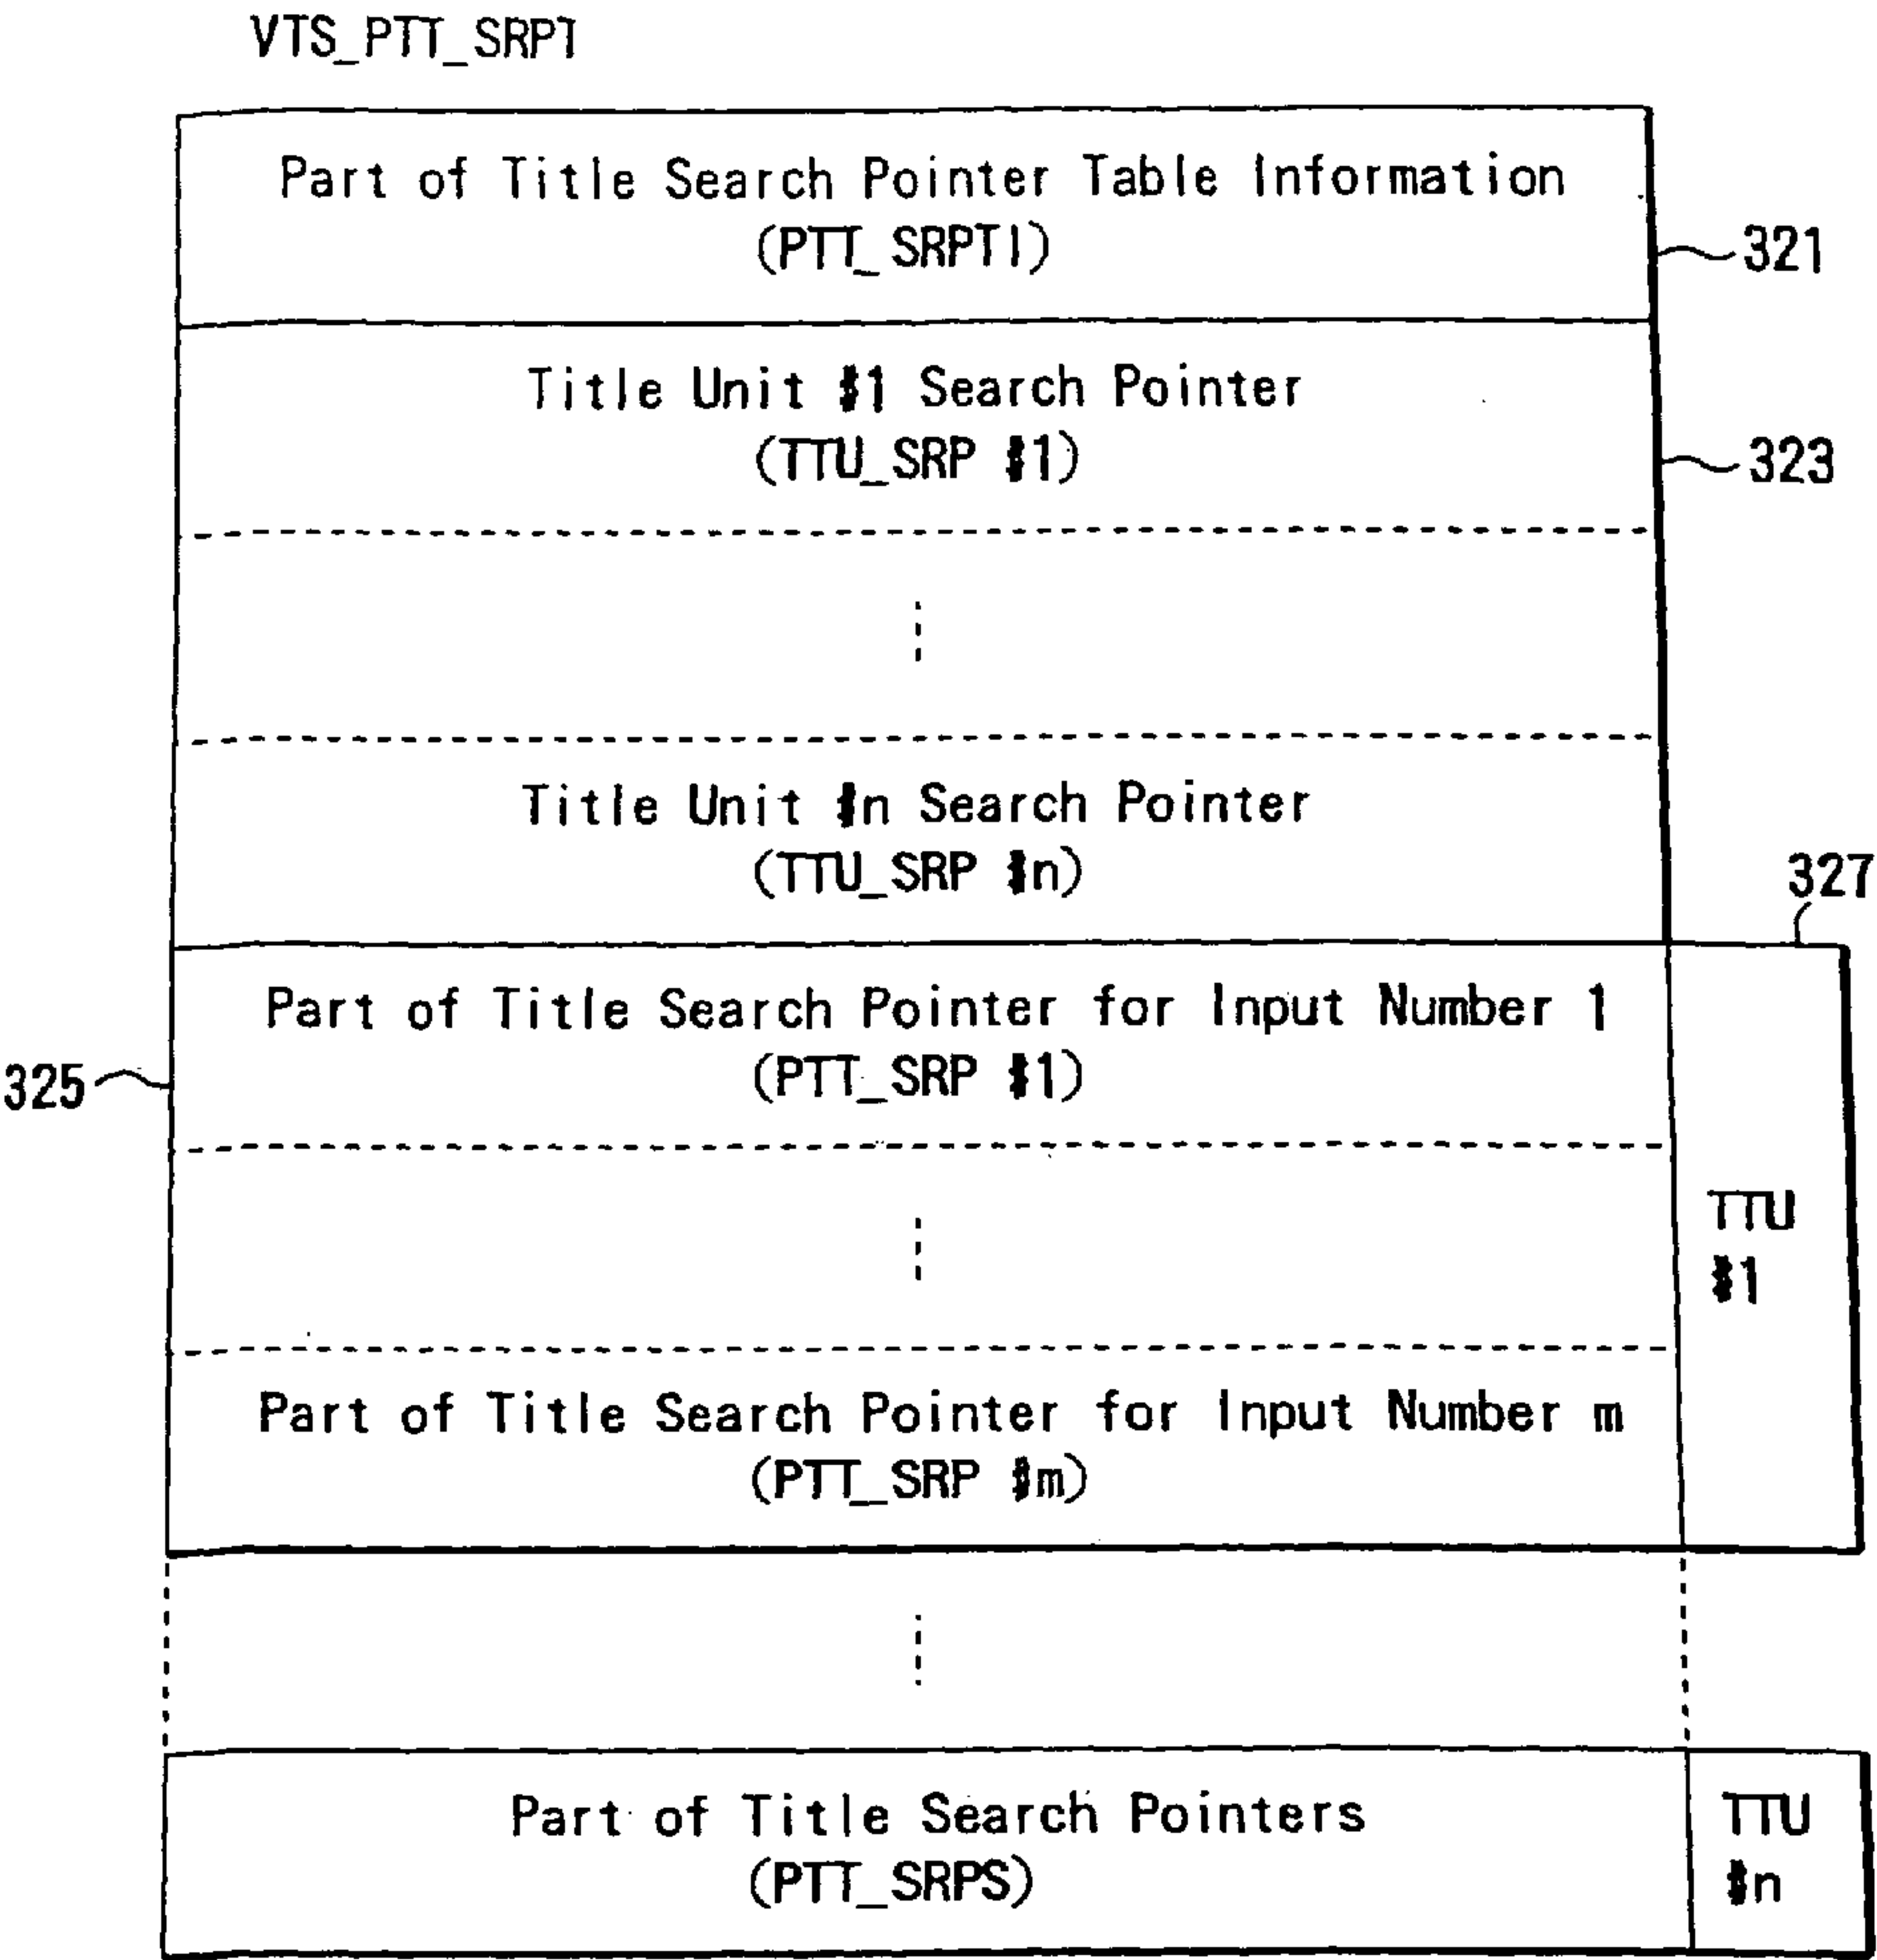 VTS_PTT_SRPT
Part of Title Search Pointer Table Information
(PTT_SRPTI)
321
Title Unit #1 Search Pointer
(TTU_SRP #1)
323
Title Unit #n Search Pointer
(TTU_SRP #n)
327
Part of Title Search Pointer for Input Number 1
(PTT_SRP #1)
325
TTU
#1
Part of Title Search Pointer for Input Number m
(PTT_SRP #m)
Part of Title Search Pointers
(PTT_SRPS)
TTU
#n